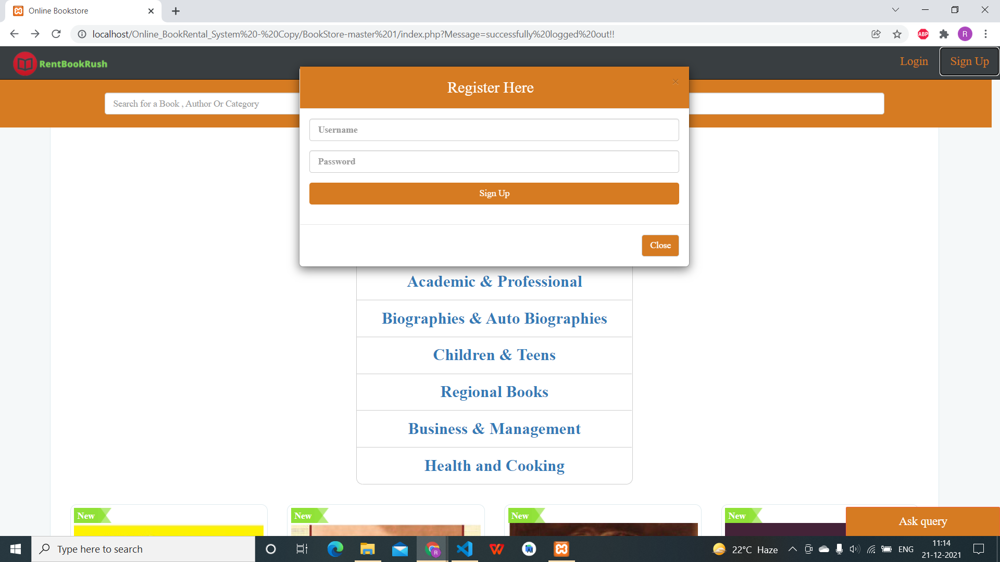 Online Bookstore
localhost/Online_BookRental_System%20-%20Copy/BookStore-master%201/index.php?Message=successfully%20logged%20out!!
ABP
R
RentBookRush
Login
Sign Up
Register Here
×
Search for a Book , Author Or Category
Username
Password
Sign Up
Close
Academic & Professional
Biographies & Auto Biographies
Children & Teens
Regional Books
Business & Management
Health and Cooking
New
New
New
New
Ask query
Type here to search
R
22°C Haze
ENG
11:14
21-12-2021